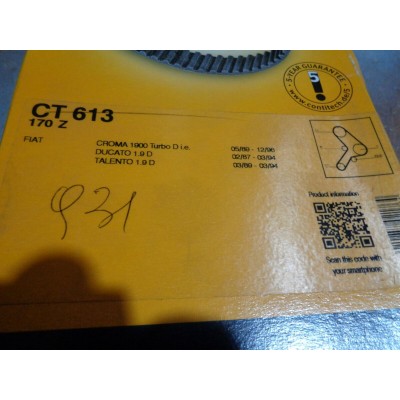 5-YEAR GUARANTEE
5
www.contitech.de/5
CT 613
170 Z
FIAT
CROMA 1900 Turbo D i.e. 05/89 - 12/96
DUCATO 1.9 D 02/87 - 03/94
TALENTO 1.9 D 03/89 - 03/94
931
Product information
Scan this code with
your smartphone